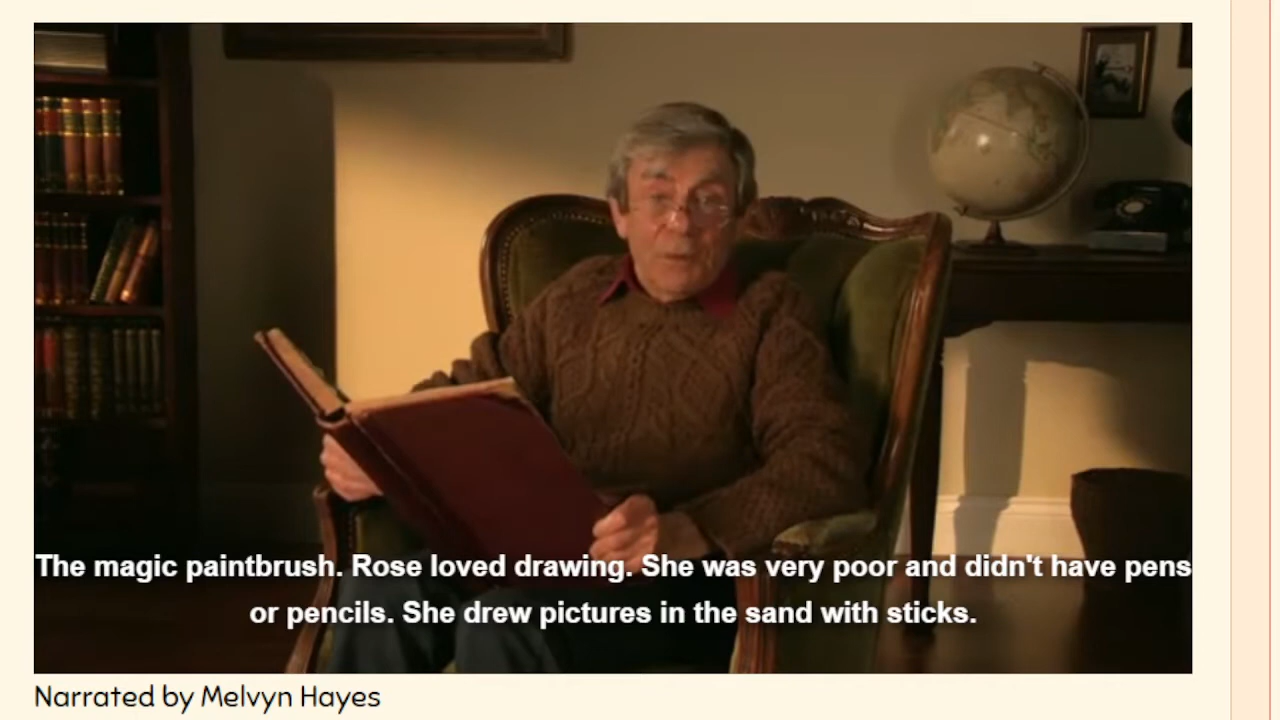 The magic paintbrush. Rose loved drawing. She was very poor and didn't have pens
or pencils. She drew pictures in the sand with sticks.
Narrated by Melvyn Hayes